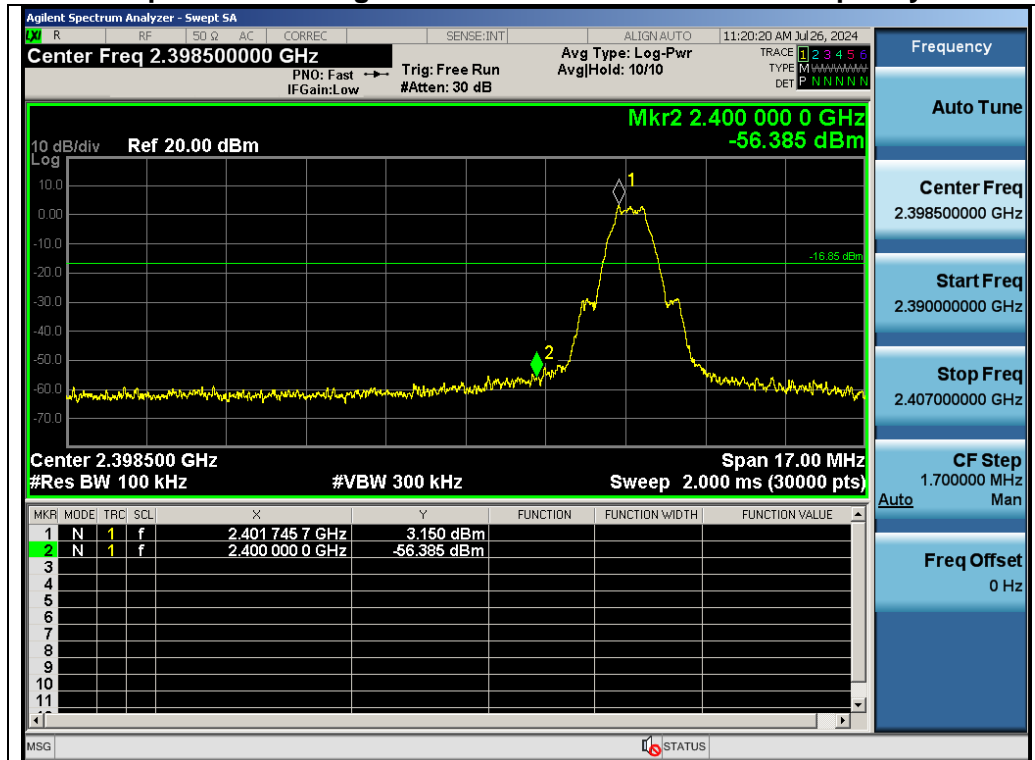 Agilent Spectrum Analyzer - Swept SA
LXI R RF 50 Ω AC CORREC SENSE:INT ALIGN AUTO 11:20:20 AM Jul 26, 2024
Center Freq 2.398500000 GHz
PNO: Fast
IFGain:Low
Trig: Free Run
#Atten: 30 dB
Avg Type: Log-Pwr
Avg|Hold: 10/10
TRACE 1 2 3 4 5 6
TYPE M WWWWW
DET P N N N N N
Frequency
Auto Tune
Center Freq
2.398500000 GHz
Start Freq
2.390000000 GHz
Stop Freq
2.407000000 GHz
CF Step
1.700000 MHz
Auto Man
Freq Offset
0 Hz
Mkr2 2.400 000 0 GHz
-56.385 dBm
10 dB/div Ref 20.00 dBm
Log
10.0
0.00
-10.0
-20.0
-30.0
-40.0
-50.0
-60.0
-70.0
1
-16.85 dBm
2
Center 2.398500 GHz Span 17.00 MHz
#Res BW 100 kHz #VBW 300 kHz Sweep 2.000 ms (30000 pts)
MKR MODE TRC SCL X Y FUNCTION FUNCTION WIDTH FUNCTION VALUE
1 N 1 f 2.401 745 7 GHz 3.150 dBm
2 N 1 f 2.400 000 0 GHz -56.385 dBm
3
4
5
6
7
8
9
10
11
MSG STATUS